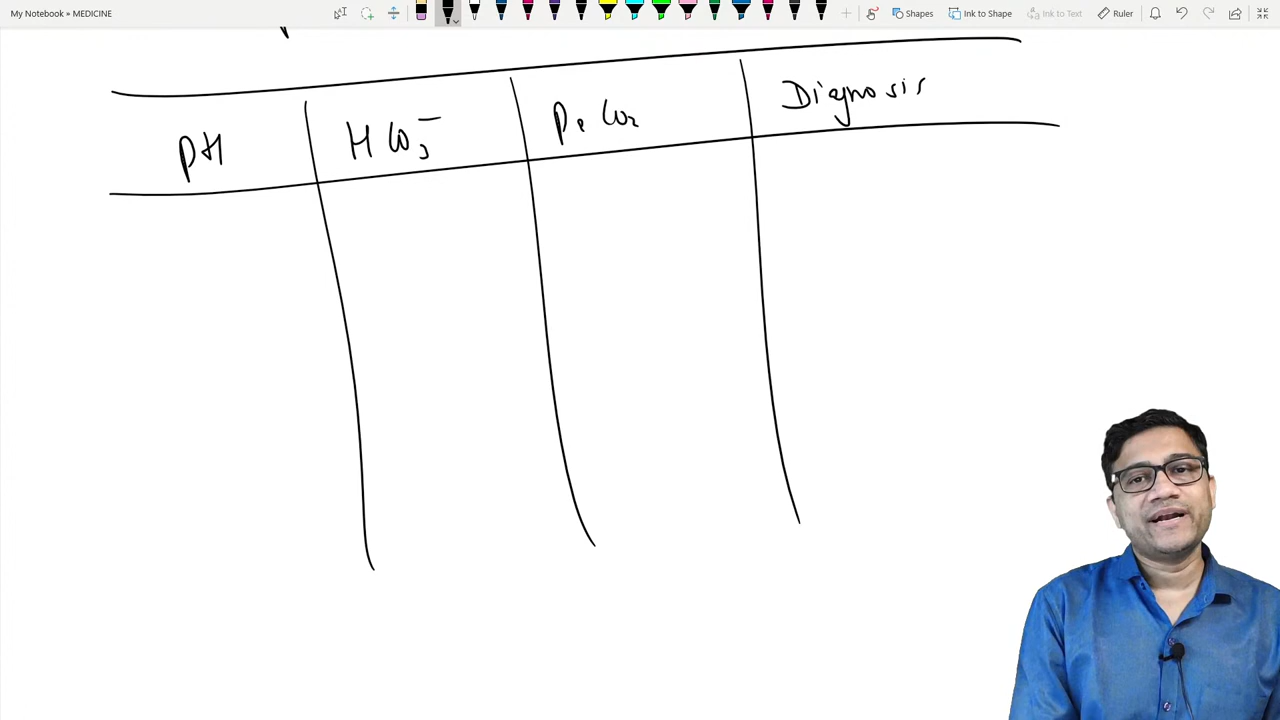 My Notebook » MEDICINE
Shapes
Ink to Shape
Ink to Text
Ruler
pH
HCO₃⁻
PₐCO₂
Diagnosis